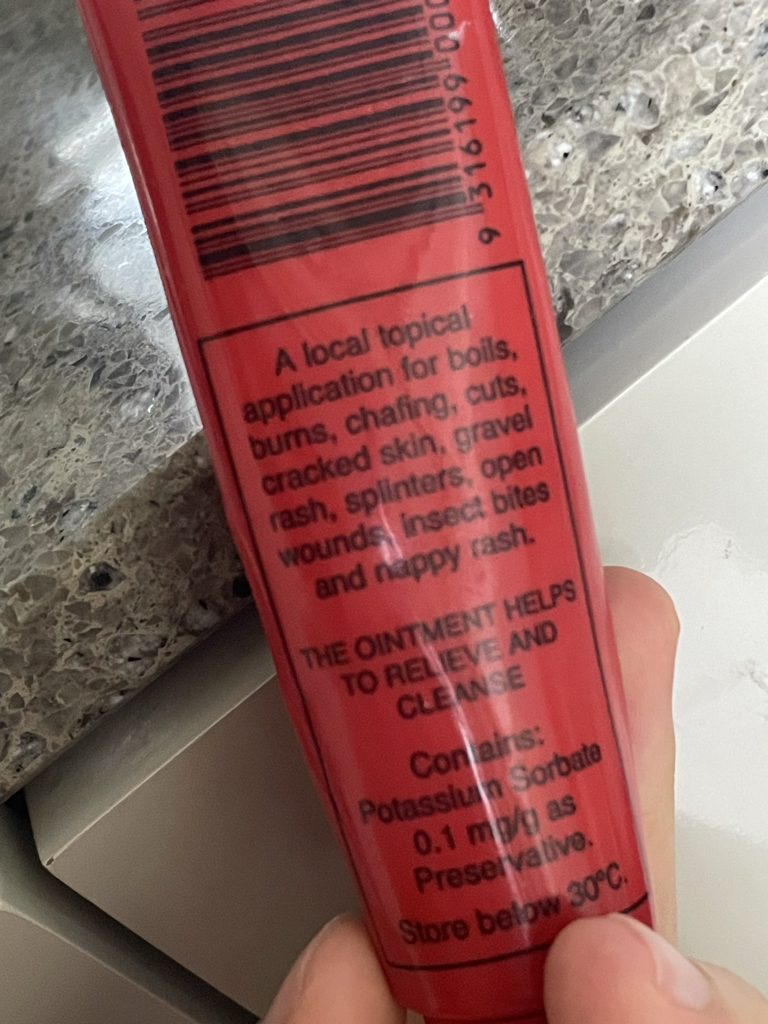 9 316199 00
A local topical
application for boils,
burns, chafing, cuts,
cracked skin, gravel
rash, splinters, open
wounds, insect bites
and nappy rash.
THE OINTMENT HELPS
TO RELIEVE AND
CLEANSE
Contains:
Potassium Sorbate
0.1 mg/g as
Preservative.
Store below 30°C.